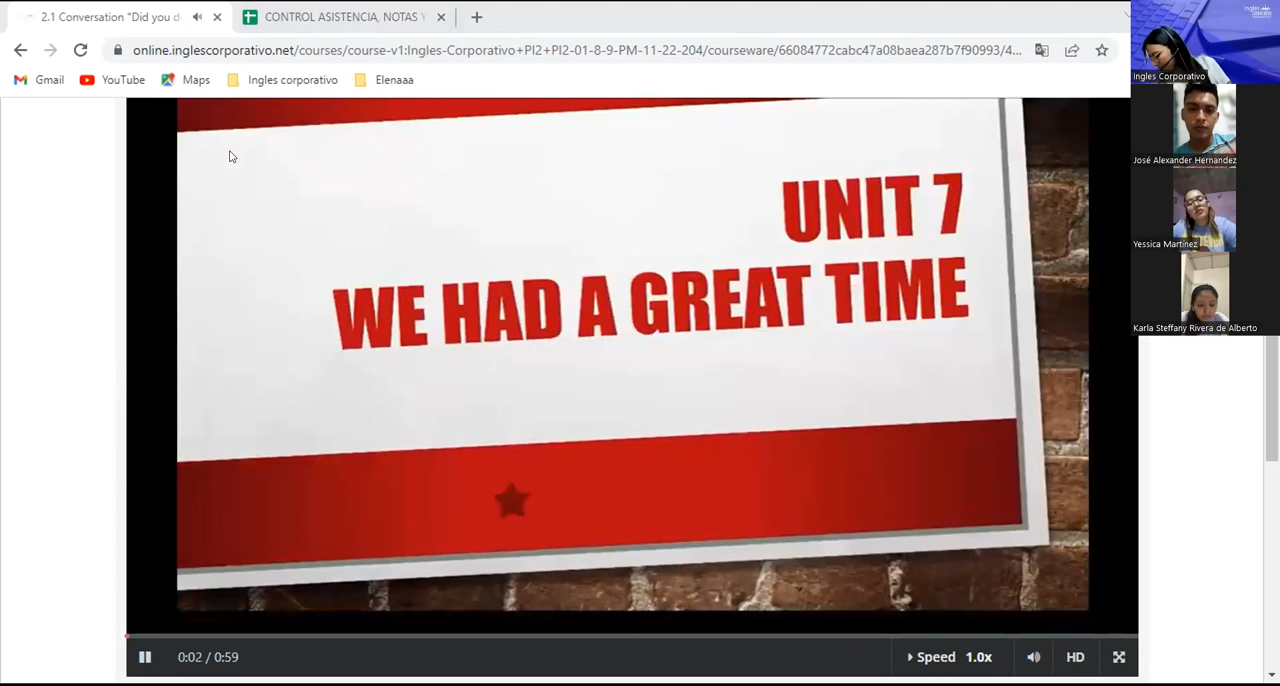 2.1 Conversation "Did you d
CONTROL ASISTENCIA, NOTAS Y
online.inglescorporativo.net/courses/course-v1:Ingles-Corporativo+PI2+PI2-01-8-9-PM-11-22-204/courseware/66084772cabc47a08baea287b7f90993/4...
Gmail
YouTube
Maps
Ingles corporativo
Elenaaa
UNIT 7
WE HAD A GREAT TIME
0:02 / 0:59
Speed 1.0x
HD
Ingles Corporativo
José Alexander Hernandez
Yessica Martinez
Karla Steffany Rivera de Alberto